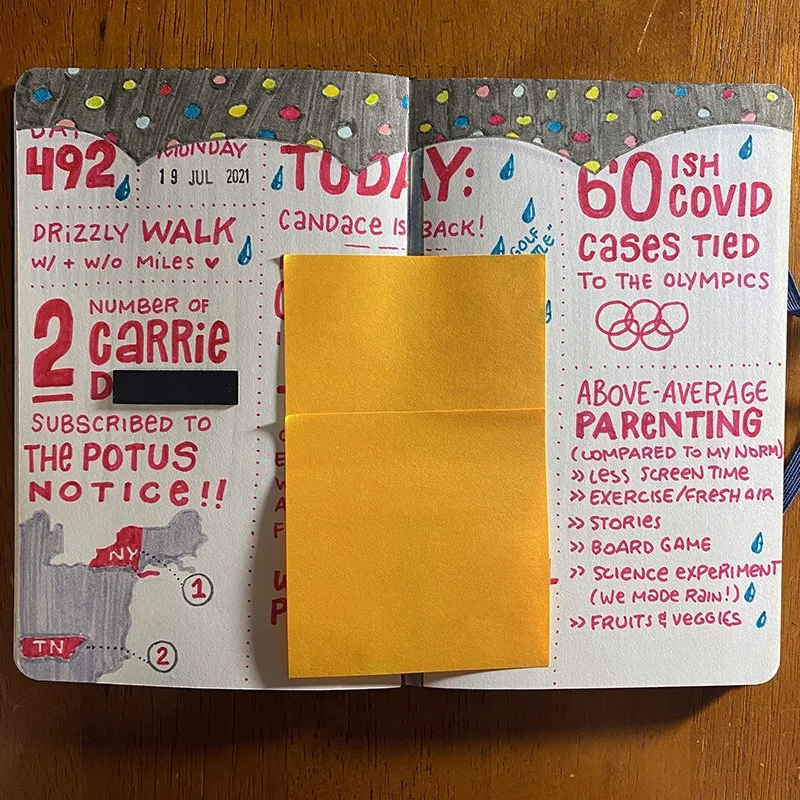 DAY
492
MONDAY
19 JUL 2021
DRIZZLY WALK
W/ + W/O MILES ♥
2 NUMBER OF
CARRIE
D
SUBSCRIBED TO
THE POTUS
NOTICE!!
NY
1
TN
2
TODAY:
CANDACE IS BACK!
GOLF
60 ISH
COVID
CASES TIED
TO THE OLYMPICS
ABOVE-AVERAGE
PARENTING
(COMPARED TO MY NORM)
>> LESS SCREEN TIME
>> EXERCISE/FRESH AIR
>> STORIES
>> BOARD GAME
>> SCIENCE EXPERIMENT
(WE MADE RAIN!)
>> FRUITS & VEGGIES